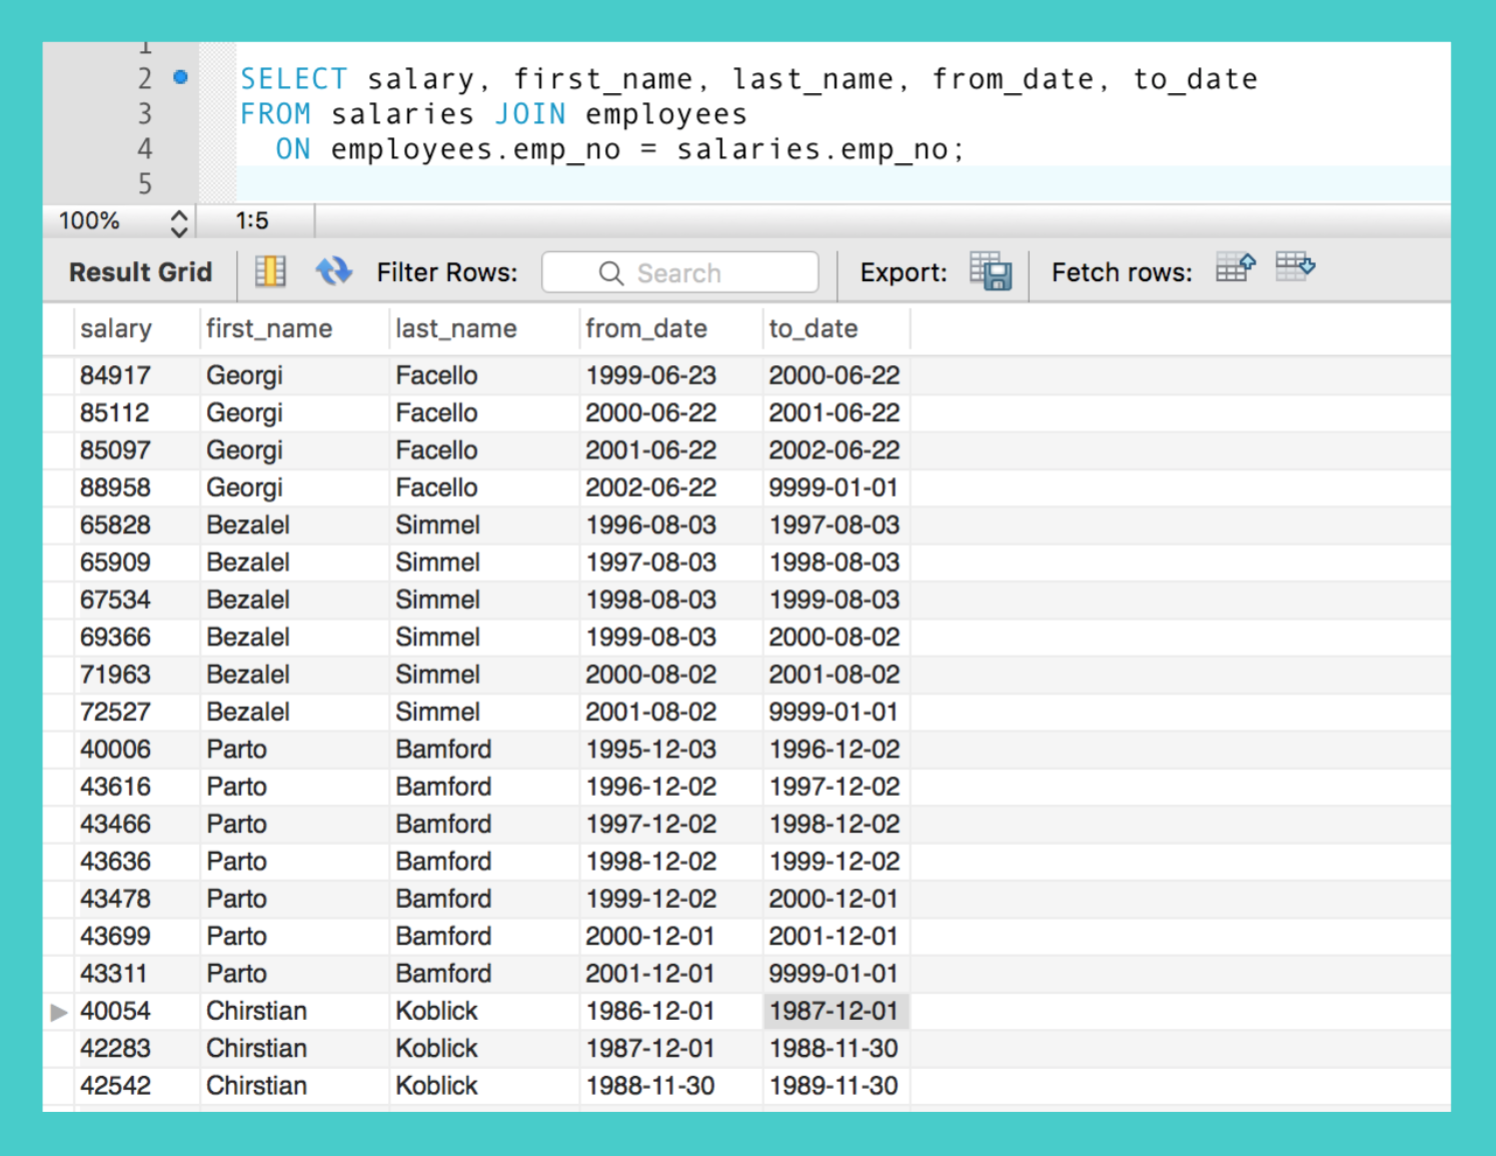 1
2 SELECT salary, first_name, last_name, from_date, to_date
3 FROM salaries JOIN employees
4 ON employees.emp_no = salaries.emp_no;
5
100% 1:5
Result Grid Filter Rows: Search Export: Fetch rows:
salary first_name last_name from_date to_date
84917 Georgi Facello 1999-06-23 2000-06-22
85112 Georgi Facello 2000-06-22 2001-06-22
85097 Georgi Facello 2001-06-22 2002-06-22
88958 Georgi Facello 2002-06-22 9999-01-01
65828 Bezalel Simmel 1996-08-03 1997-08-03
65909 Bezalel Simmel 1997-08-03 1998-08-03
67534 Bezalel Simmel 1998-08-03 1999-08-03
69366 Bezalel Simmel 1999-08-03 2000-08-02
71963 Bezalel Simmel 2000-08-02 2001-08-02
72527 Bezalel Simmel 2001-08-02 9999-01-01
40006 Parto Bamford 1995-12-03 1996-12-02
43616 Parto Bamford 1996-12-02 1997-12-02
43466 Parto Bamford 1997-12-02 1998-12-02
43636 Parto Bamford 1998-12-02 1999-12-02
43478 Parto Bamford 1999-12-02 2000-12-01
43699 Parto Bamford 2000-12-01 2001-12-01
43311 Parto Bamford 2001-12-01 9999-01-01
40054 Chirstian Koblick 1986-12-01 1987-12-01
42283 Chirstian Koblick 1987-12-01 1988-11-30
42542 Chirstian Koblick 1988-11-30 1989-11-30